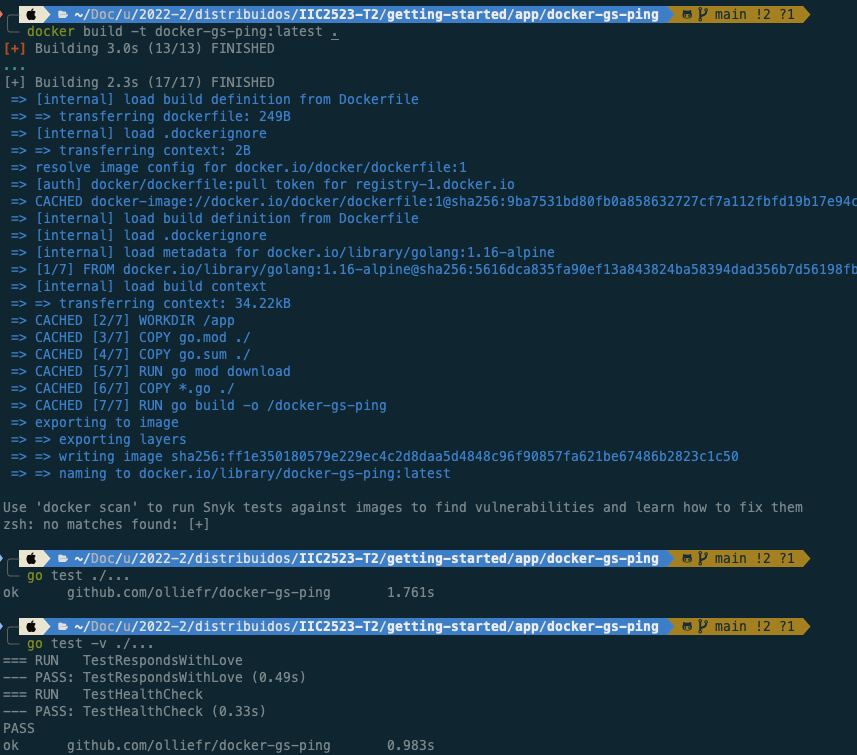 ~/Doc/u/2022-2/distribuidos/IIC2523-T2/getting-started/app/docker-gs-ping main !2 ?1
docker build -t docker-gs-ping:latest .
[+] Building 3.0s (13/13) FINISHED
...
[+] Building 2.3s (17/17) FINISHED
=> [internal] load build definition from Dockerfile
=> => transferring dockerfile: 249B
=> [internal] load .dockerignore
=> => transferring context: 2B
=> resolve image config for docker.io/docker/dockerfile:1
=> [auth] docker/dockerfile:pull token for registry-1.docker.io
=> CACHED docker-image://docker.io/docker/dockerfile:1@sha256:9ba7531bd80fb0a858632727cf7a112fbfd19b17e94c
=> [internal] load build definition from Dockerfile
=> [internal] load .dockerignore
=> [internal] load metadata for docker.io/library/golang:1.16-alpine
=> [1/7] FROM docker.io/library/golang:1.16-alpine@sha256:5616dca835fa90ef13a843824ba58394dad356b7d56198fb
=> [internal] load build context
=> => transferring context: 34.22kB
=> CACHED [2/7] WORKDIR /app
=> CACHED [3/7] COPY go.mod ./
=> CACHED [4/7] COPY go.sum ./
=> CACHED [5/7] RUN go mod download
=> CACHED [6/7] COPY *.go ./
=> CACHED [7/7] RUN go build -o /docker-gs-ping
=> exporting to image
=> => exporting layers
=> => writing image sha256:ff1e350180579e229ec4c2d8daa5d4848c96f90857fa621be67486b2823c1c50
=> => naming to docker.io/library/docker-gs-ping:latest
Use 'docker scan' to run Snyk tests against images to find vulnerabilities and learn how to fix them
zsh: no matches found: [+]
~/Doc/u/2022-2/distribuidos/IIC2523-T2/getting-started/app/docker-gs-ping main !2 ?1
go test ./...
ok github.com/olliefr/docker-gs-ping 1.761s
~/Doc/u/2022-2/distribuidos/IIC2523-T2/getting-started/app/docker-gs-ping main !2 ?1
go test -v ./...
=== RUN TestRespondsWithLove
--- PASS: TestRespondsWithLove (0.49s)
=== RUN TestHealthCheck
--- PASS: TestHealthCheck (0.33s)
PASS
ok github.com/olliefr/docker-gs-ping 0.983s